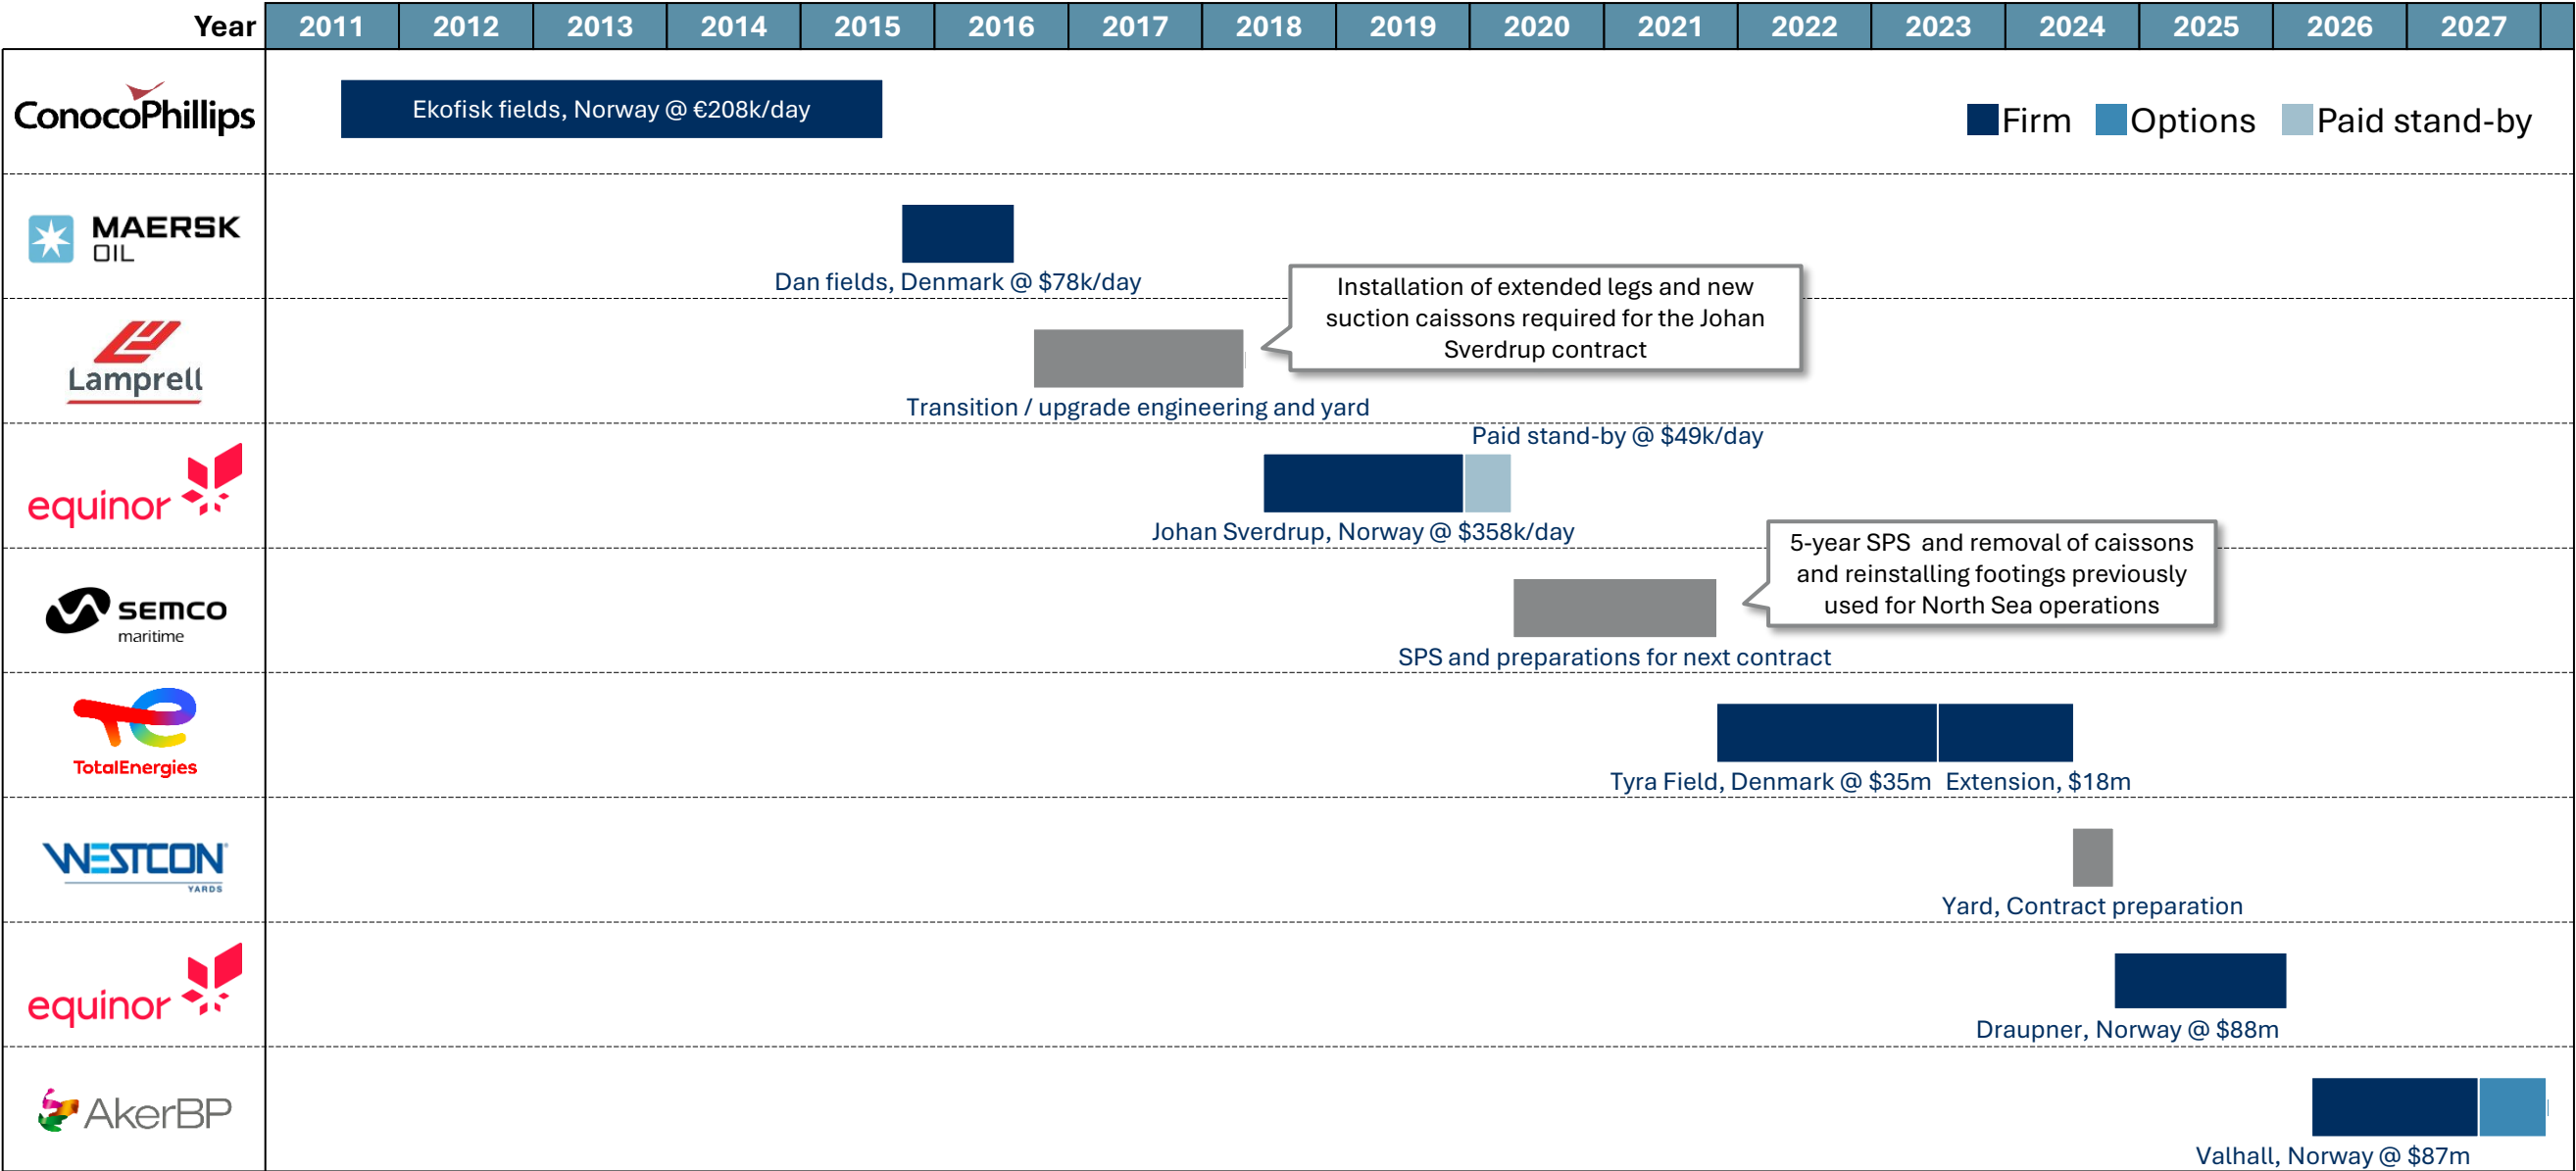 Year 2011 2012 2013 2014 2015 2016 2017 2018 2019 2020 2021 2022 2023 2024 2025 2026 2027
ConocoPhillips
Ekofisk fields, Norway @ €208k/day
Firm Options Paid stand-by
MAERSK
OIL
Dan fields, Denmark @ $78k/day
Installation of extended legs and new
suction caissons required for the Johan
Sverdrup contract
Lamprell
Transition / upgrade engineering and yard
Paid stand-by @ $49k/day
equinor
Johan Sverdrup, Norway @ $358k/day
5-year SPS and removal of caissons
and reinstalling footings previously
used for North Sea operations
semco
maritime
SPS and preparations for next contract
TotalEnergies
Tyra Field, Denmark @ $35m Extension, $18m
WESTCON
YARDS
Yard, Contract preparation
equinor
Draupner, Norway @ $88m
AkerBP
Valhall, Norway @ $87m